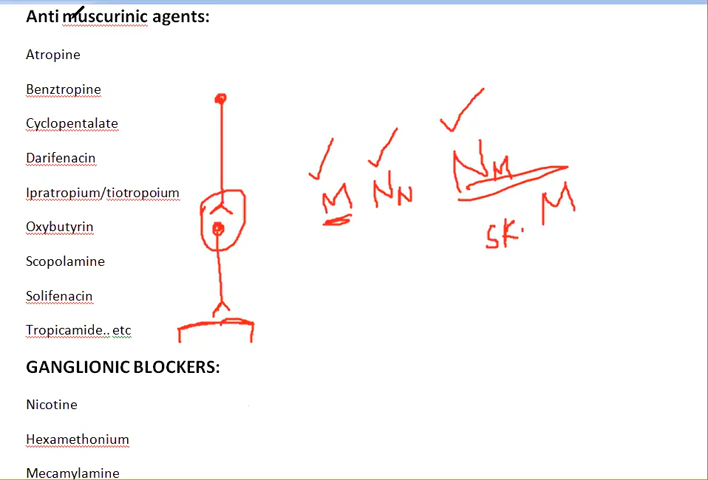 Anti muscurinic agents:
Atropine
Benztropine
Cyclopentalate
Darifenacin
Ipratropium/tiotropoium
Oxybutyrin
Scopolamine
Solifenacin
Tropicamide.. etc
GANGLIONIC BLOCKERS:
Nicotine
Hexamethonium
Mecamylamine
M NN NM
SK. M